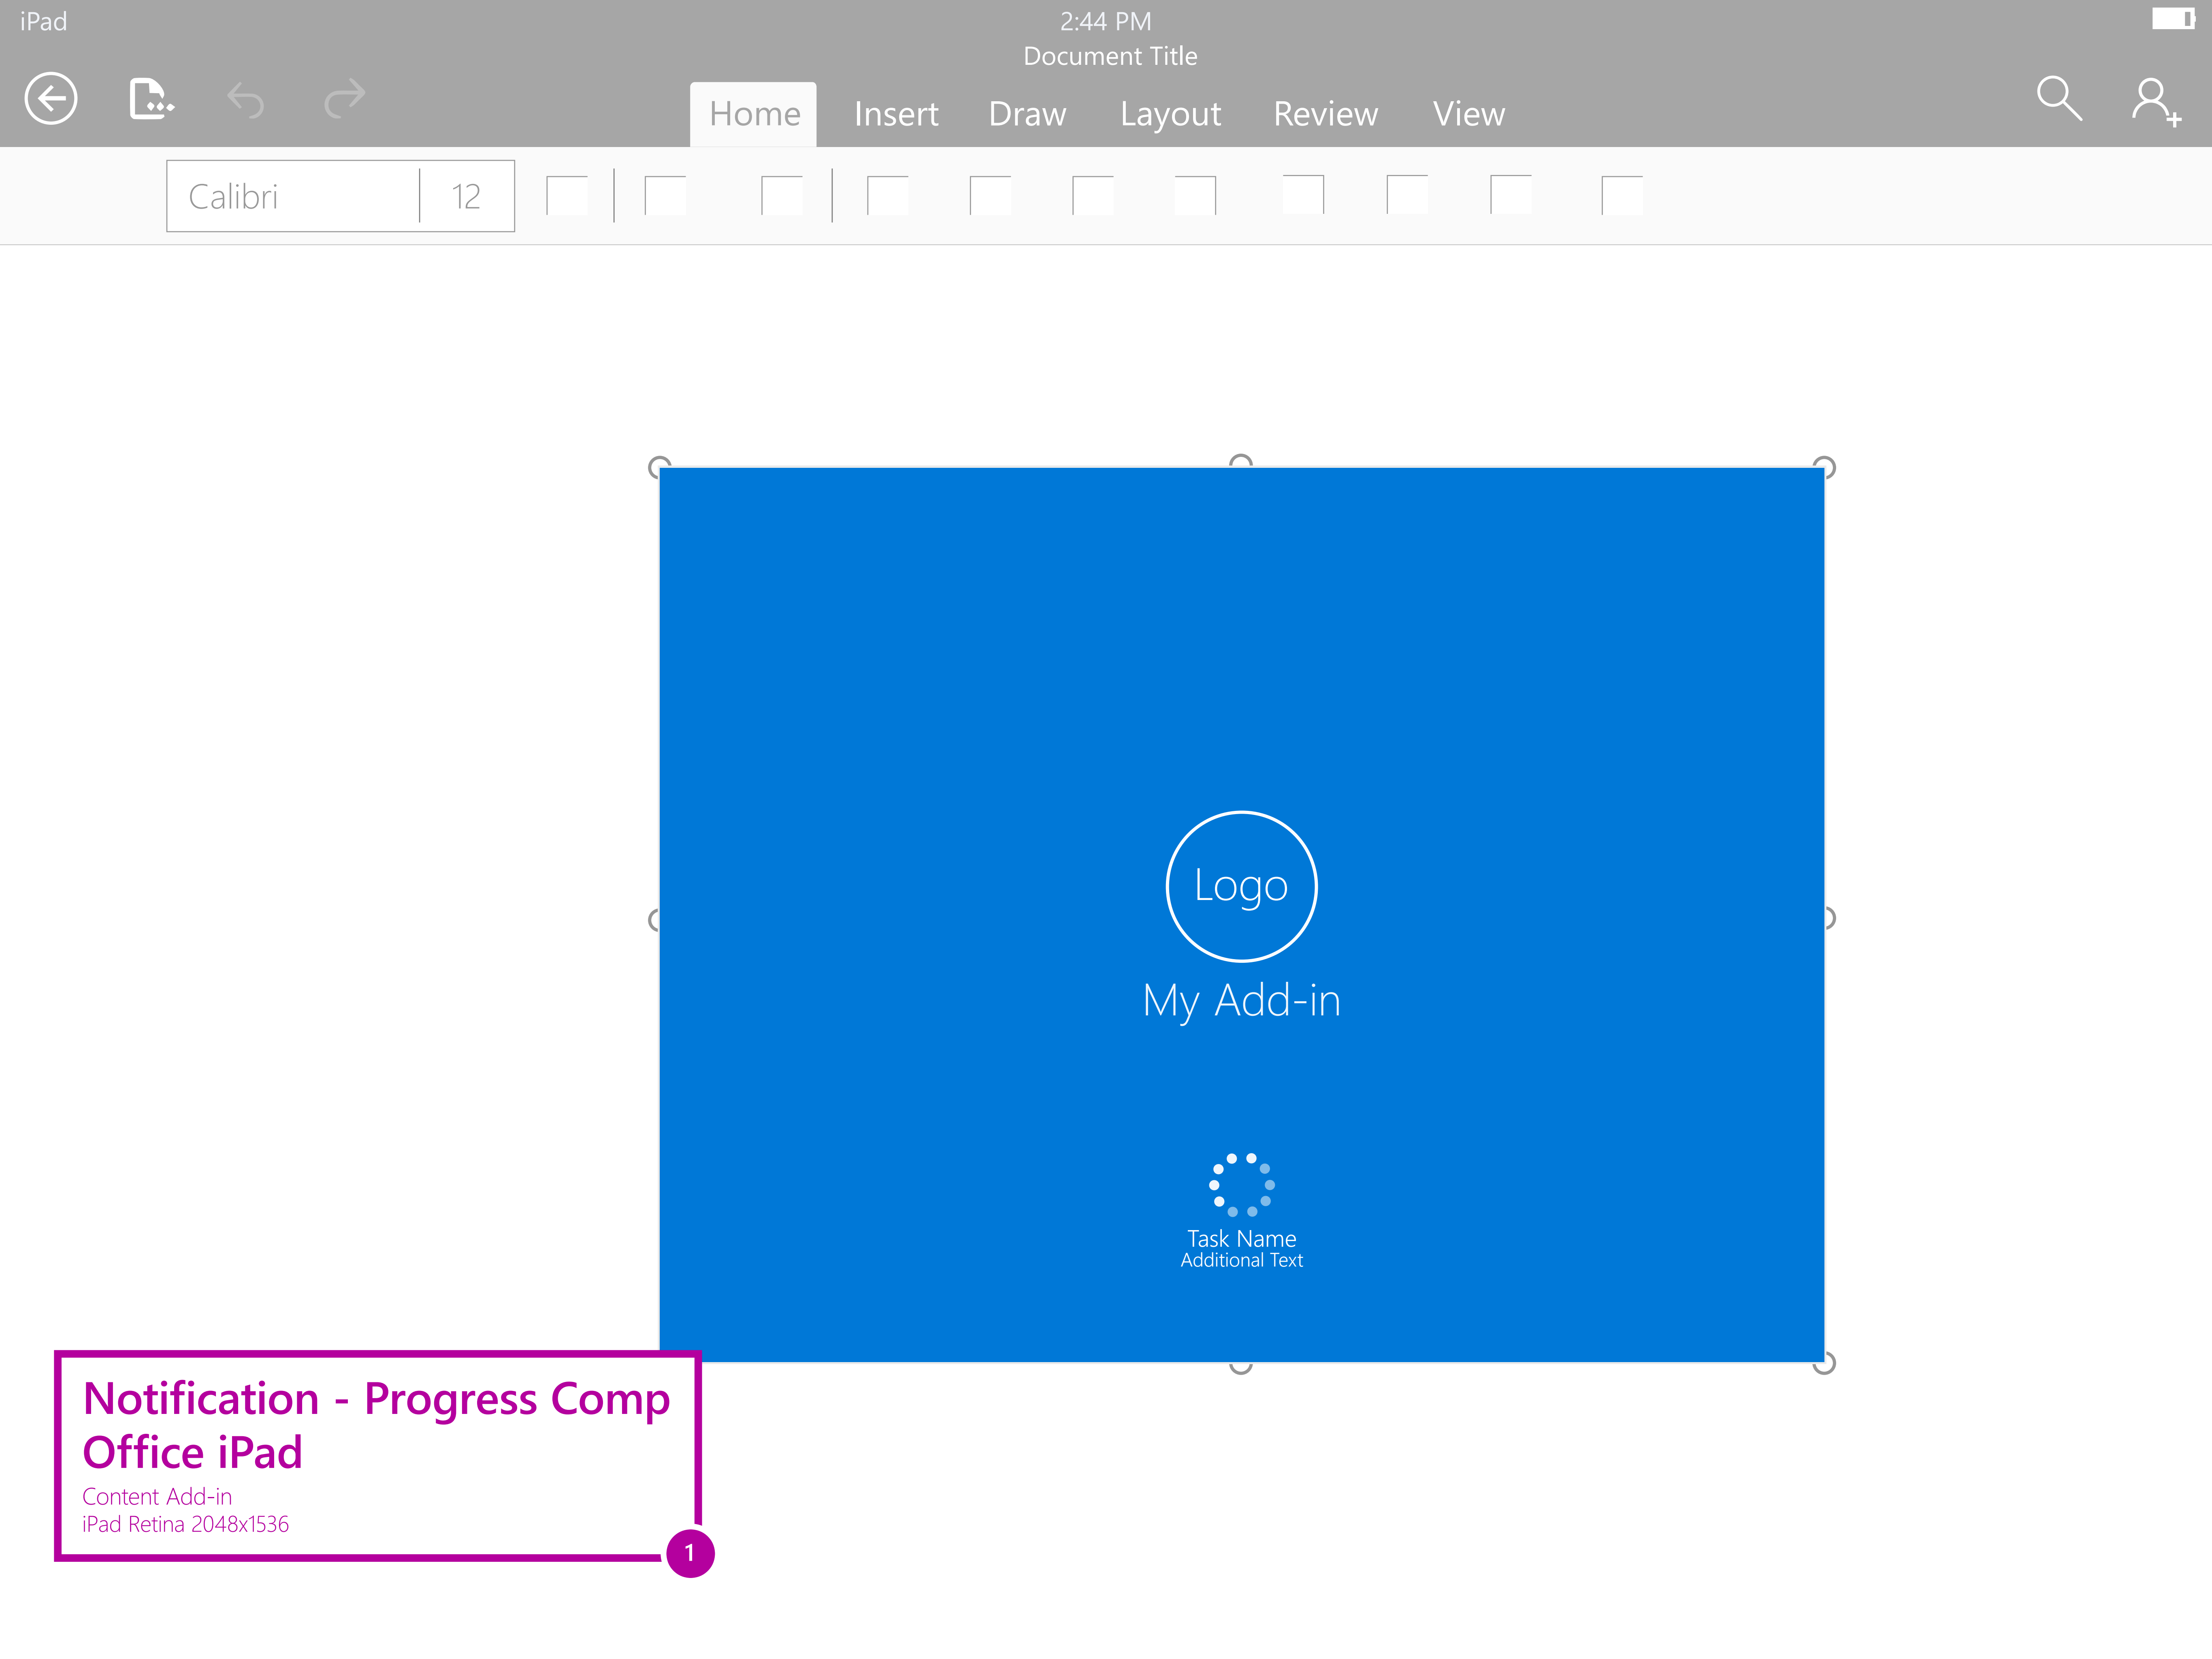 iPad
2:44 PM
Document Title
Home Insert Draw Layout Review View
Calibri 12
Logo
My Add-in
Task Name
Additional Text
Notification - Progress Comp
Office iPad
Content Add-in
iPad Retina 2048x1536
1